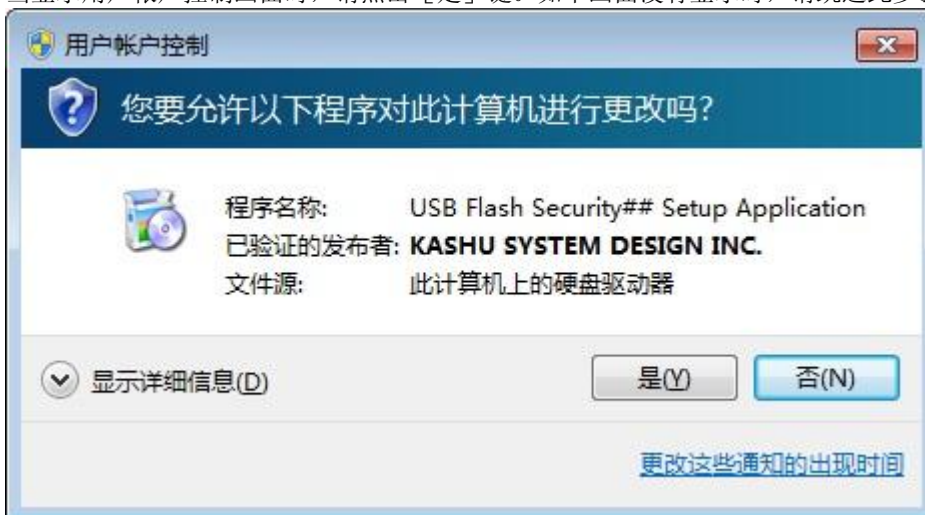 用户帐户控制
您要允许以下程序对此计算机进行更改吗?
程序名称: USB Flash Security## Setup Application
已验证的发布者: KASHU SYSTEM DESIGN INC.
文件源: 此计算机上的硬盘驱动器
显示详细信息(D) 是(Y) 否(N)
更改这些通知的出现时间